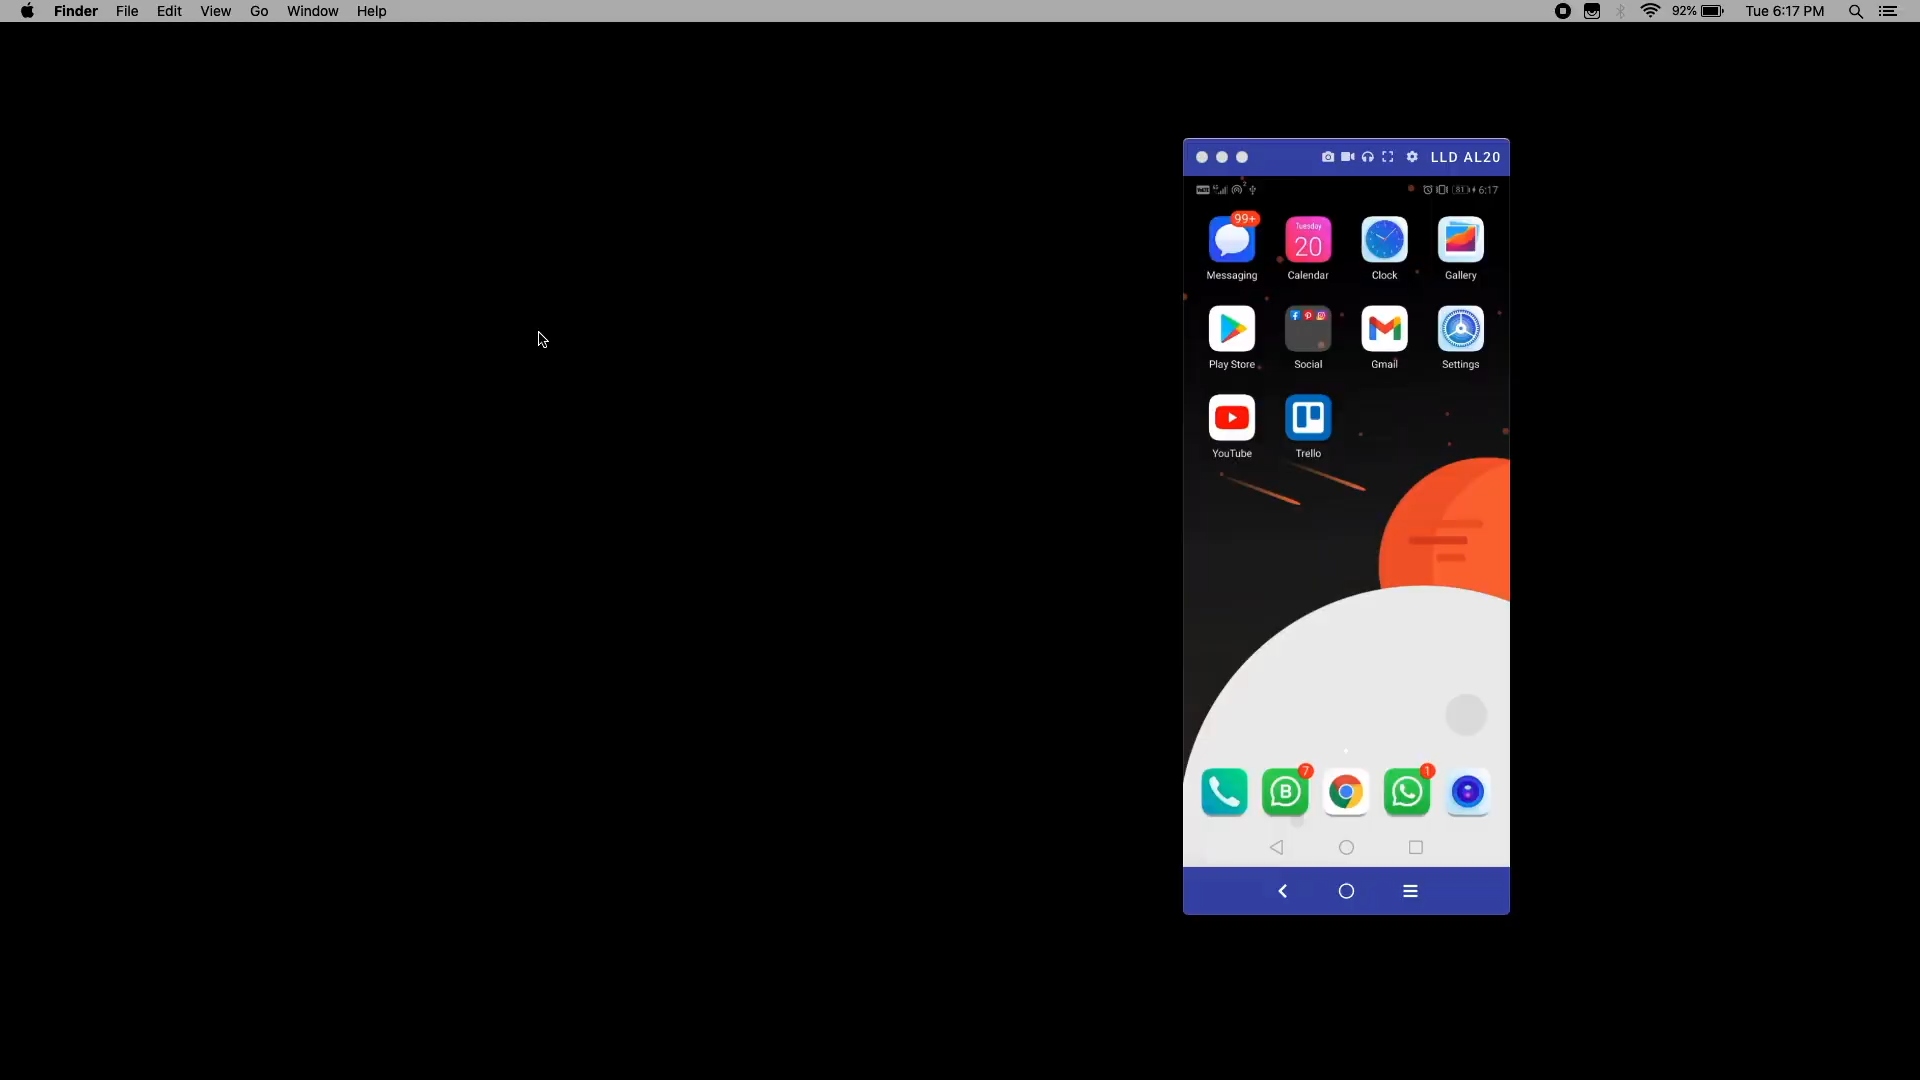 Finder File Edit View Go Window Help 92% Tue 6:17 PM
LLD AL20
81 6:17
99+
Tuesday
20
Messaging Calendar Clock Gallery
Play Store Social Gmail Settings
YouTube Trello
7 1
B